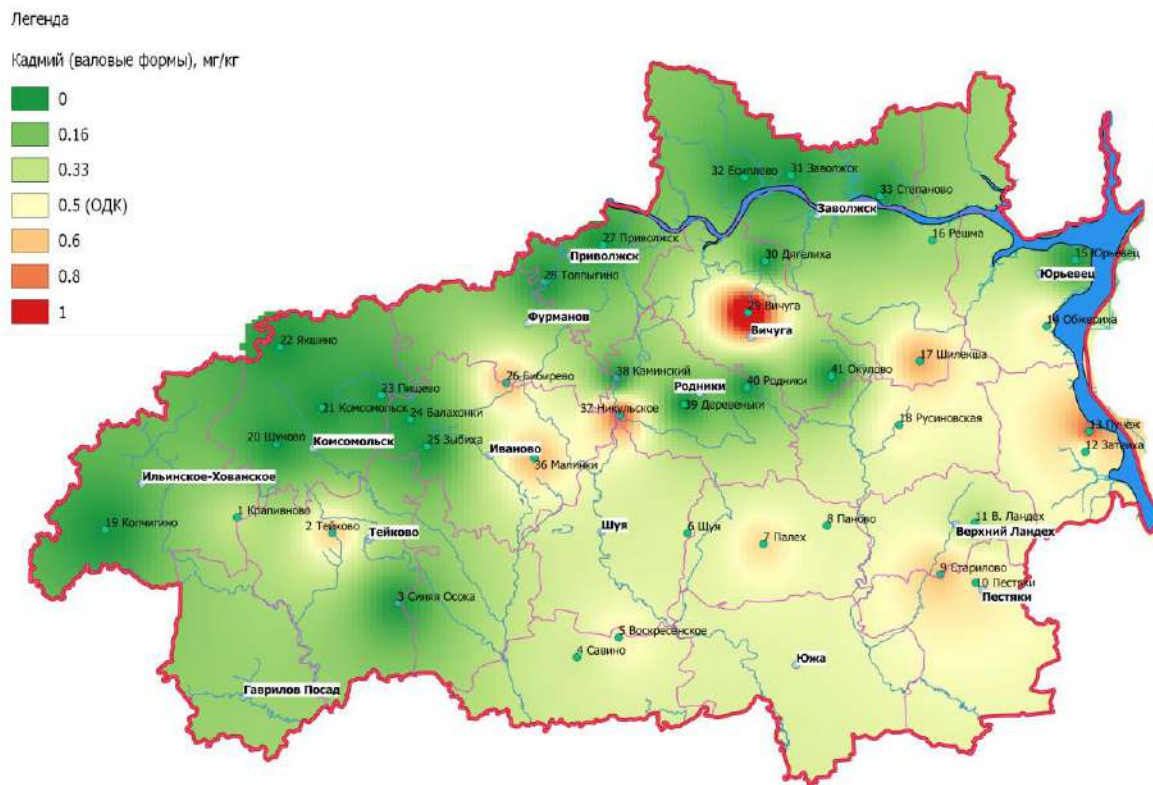 Легенда
Кадмий (валовые формы), мг/кг
0
0.16
0.33
0.5 (ОДК)
0.6
0.8
1
32 Есиплево
31 Заволжск
33 Степаново
Заволжск
16 Решма
27 Приволжск
Приволжск
30 Дягелиха
15 Юрьевец
Юрьевец
28 Толпыгино
29 Вичуга
Фурманов
Вичуга
14 Обжериха
22 Якшино
17 Шилекша
26 Бибирево
38 Каминский
41 Окулово
23 Пищево
Родники
40 Родники
21 Комсомольск
24 Балахонки
37 Никульское
39 Деревеньки
18 Русиновская
13 Пучеж
20 Щуково
Комсомольск
25 Зыбиха
Иваново
12 Затеиха
36 Малинки
Ильинское-Хованское
1 Крапивново
19 Копчигино
2 Тейково
Тейково
Шуя
6 Шуя
8 Паново
11 В. Ландех
Верхний Ландех
7 Палех
9 Старилово
10 Пестяки
Пестяки
3 Синяя Осока
5 Воскресенское
4 Савино
Южа
Гаврилов Посад